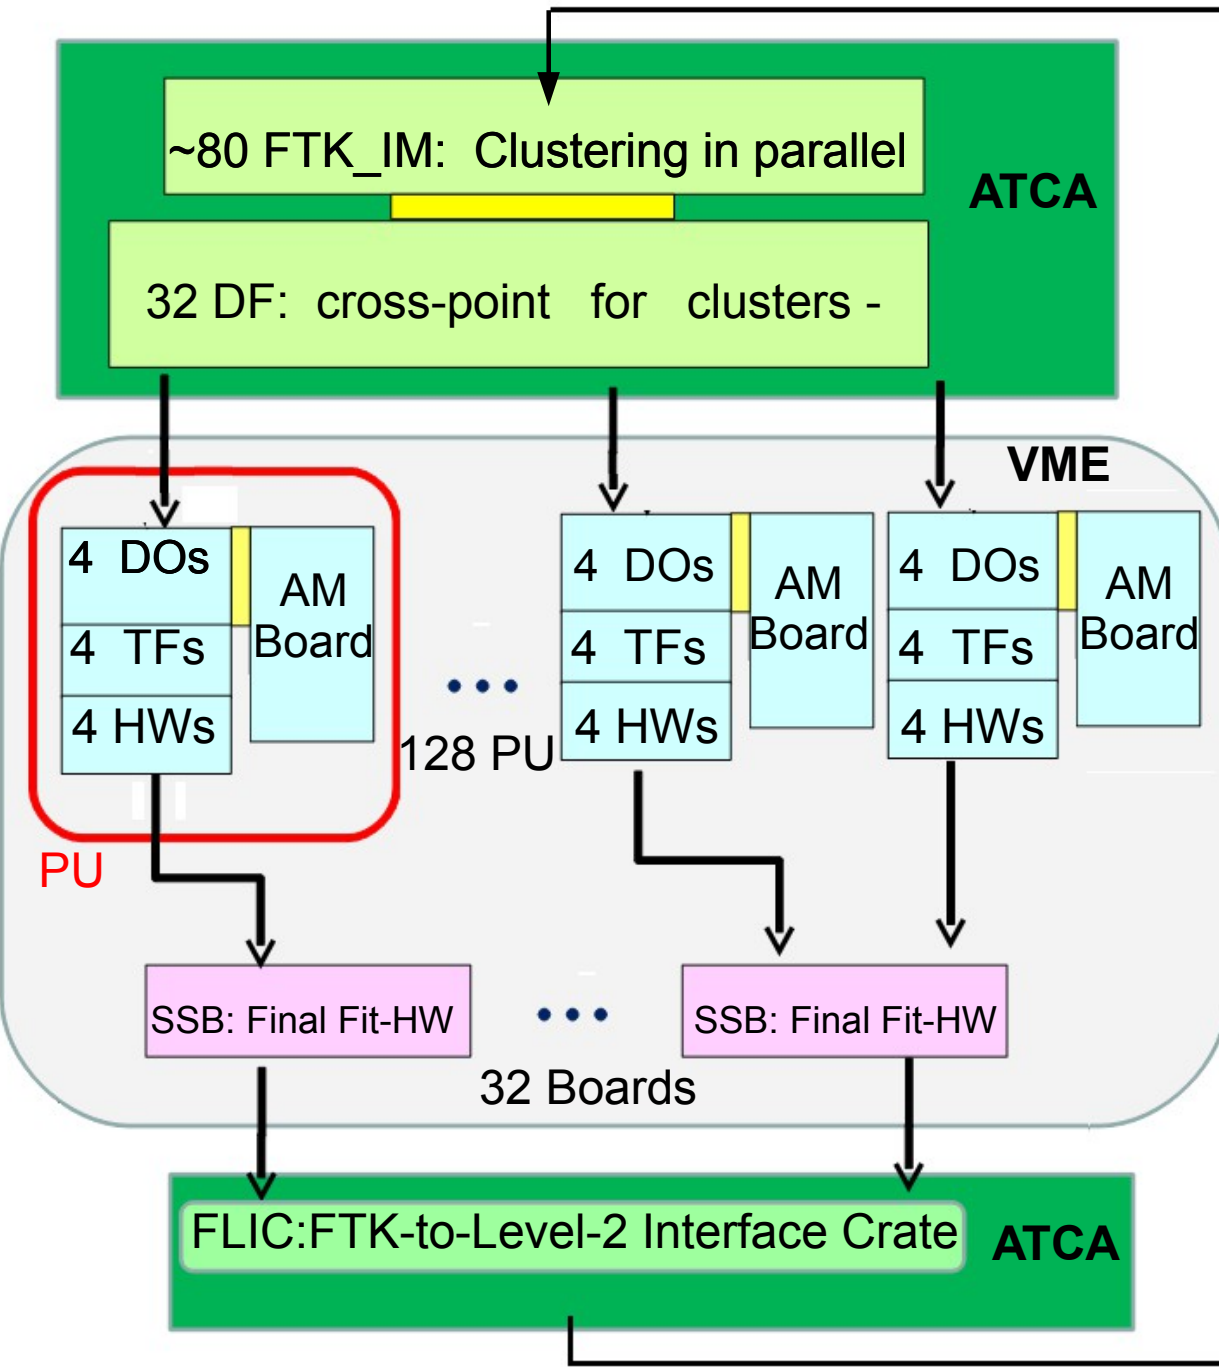 ~80 FTK_IM: Clustering in parallel
ATCA
32 DF: cross-point for clusters -
VME
4 DOs
4 TFs
4 HWs
AM
Board
128 PU
4 DOs
4 TFs
4 HWs
AM
Board
4 DOs
4 TFs
4 HWs
AM
Board
PU
SSB: Final Fit-HW
SSB: Final Fit-HW
32 Boards
FLIC:FTK-to-Level-2 Interface Crate
ATCA